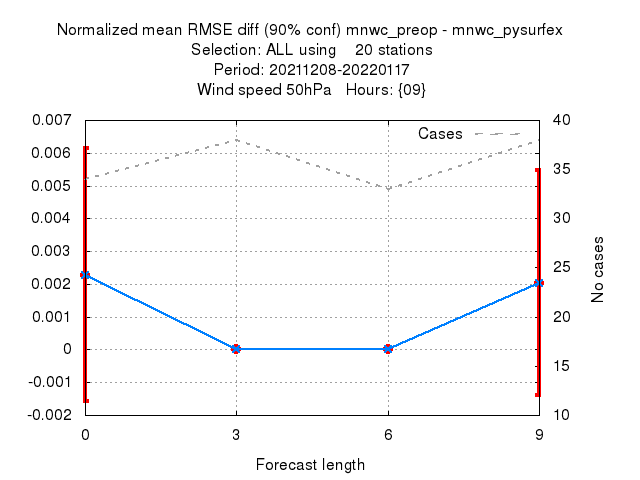 Normalized mean RMSE diff (90% conf) mnwc_preop - mnwc_pysurfex
Selection: ALL using    20 stations
Period: 20211208-20220117
Wind speed 50hPa   Hours: {09}
Cases
0.007
0.006
0.005
0.004
0.003
0.002
0.001
0
-0.001
-0.002
40
35
30
25
20
15
10
No cases
0 3 6 9
Forecast length